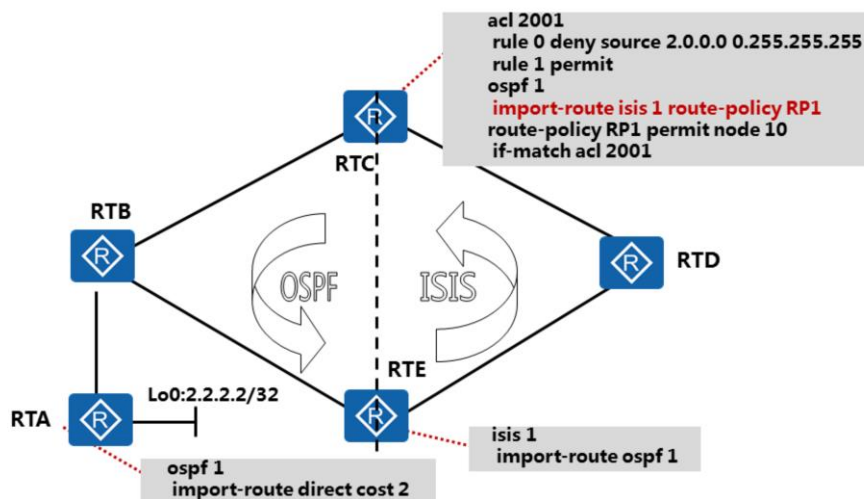 acl 2001
rule 0 deny source 2.0.0.0 0.255.255.255
rule 1 permit
ospf 1
import-route isis 1 route-policy RP1
route-policy RP1 permit node 10
if-match acl 2001
R
RTC
RTB
R
OSPF
ISIS
R
RTD
RTE
Lo0:2.2.2.2/32
RTA
R
R
isis 1
import-route ospf 1
ospf 1
import-route direct cost 2